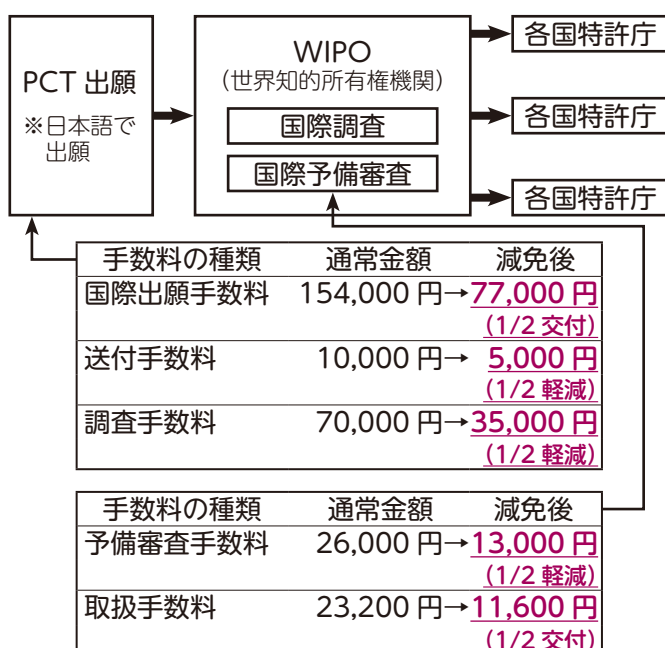 PCT 出願
※日本語で
出願
WIPO
（世界知的所有権機関）
国際調査
国際予備審査
各国特許庁
各国特許庁
各国特許庁
手数料の種類 通常金額 減免後
国際出願手数料 154,000 円→77,000 円
（1/2 交付）
送付手数料 10,000 円→ 5,000 円
（1/2 軽減）
調査手数料 70,000 円→35,000 円
（1/2 軽減）
手数料の種類 通常金額 減免後
予備審査手数料 26,000 円→13,000 円
（1/2 軽減）
取扱手数料 23,200 円→11,600 円
（1/2 交付）